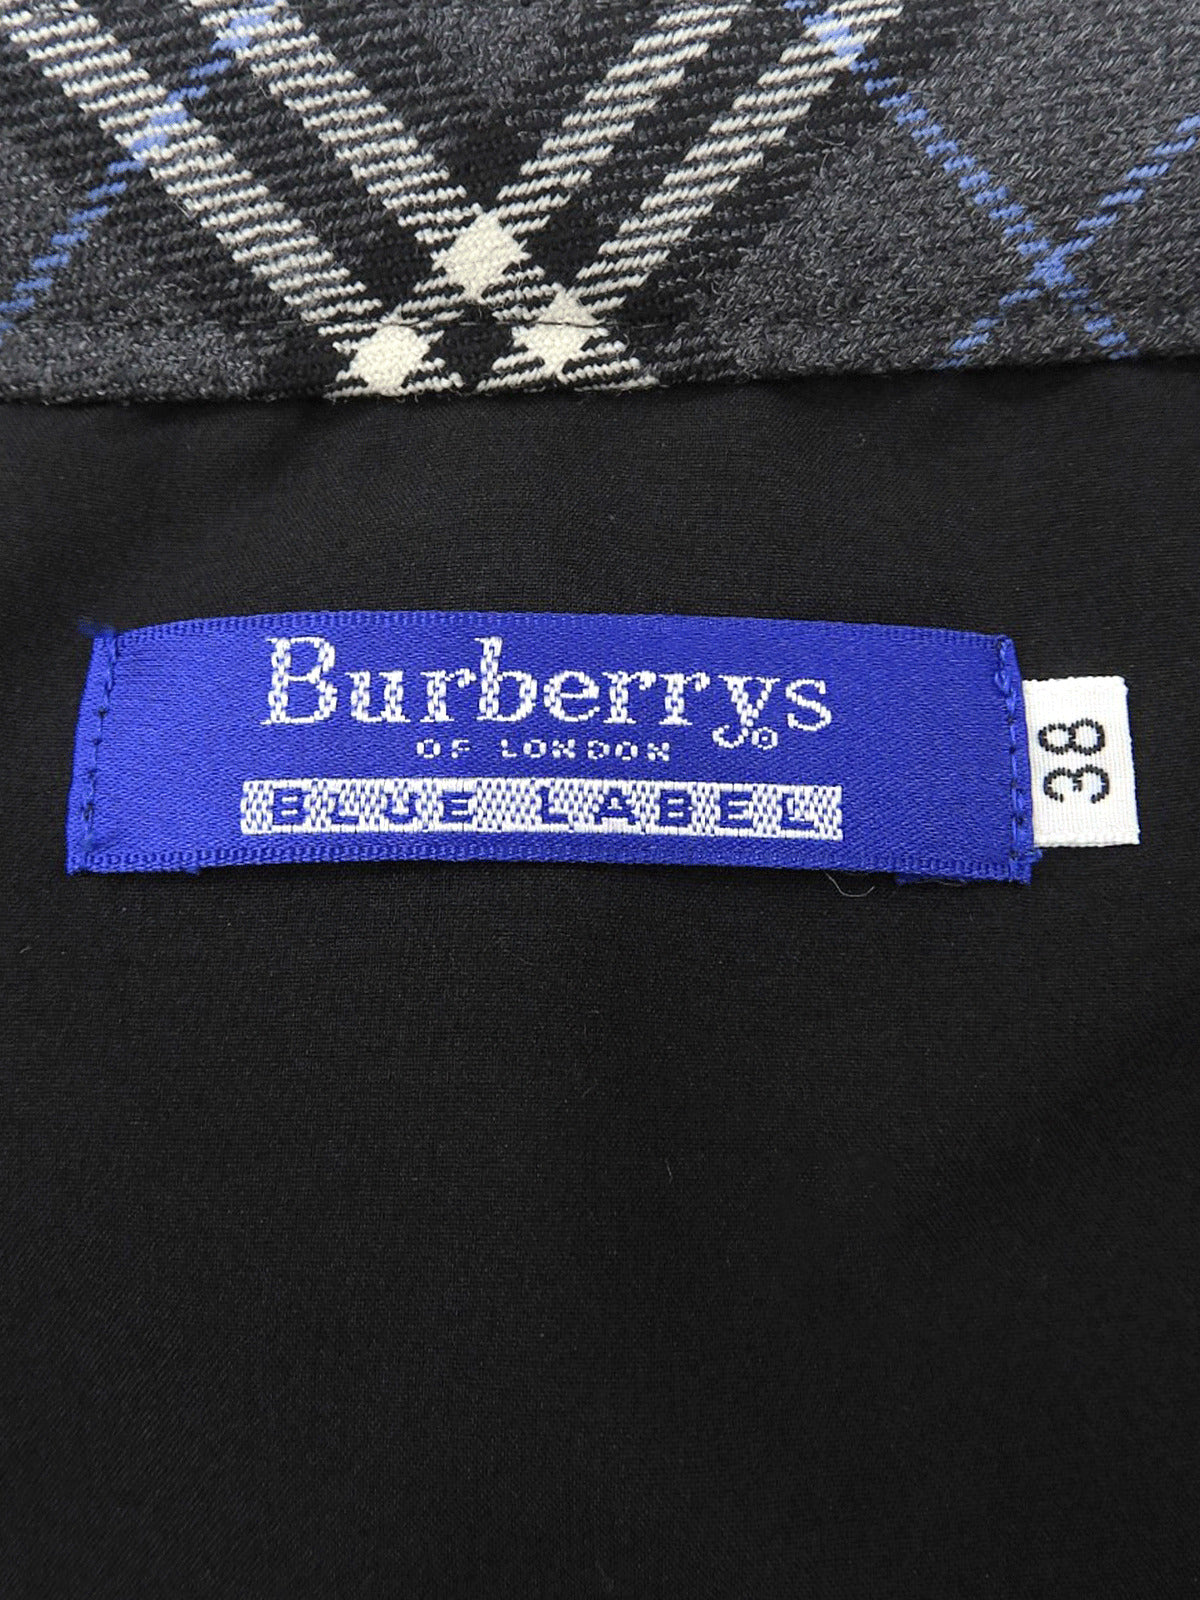 Burberrys
OF LONDON
BLUE LABEL
38